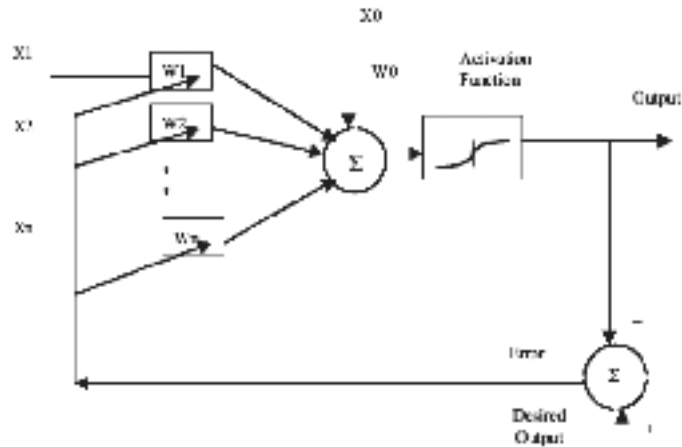 X0
X1
W1
W0
Activation
Function
Output
X2
W2
Σ
Xn
Wn
−
Error
Σ
Desired
Output
+